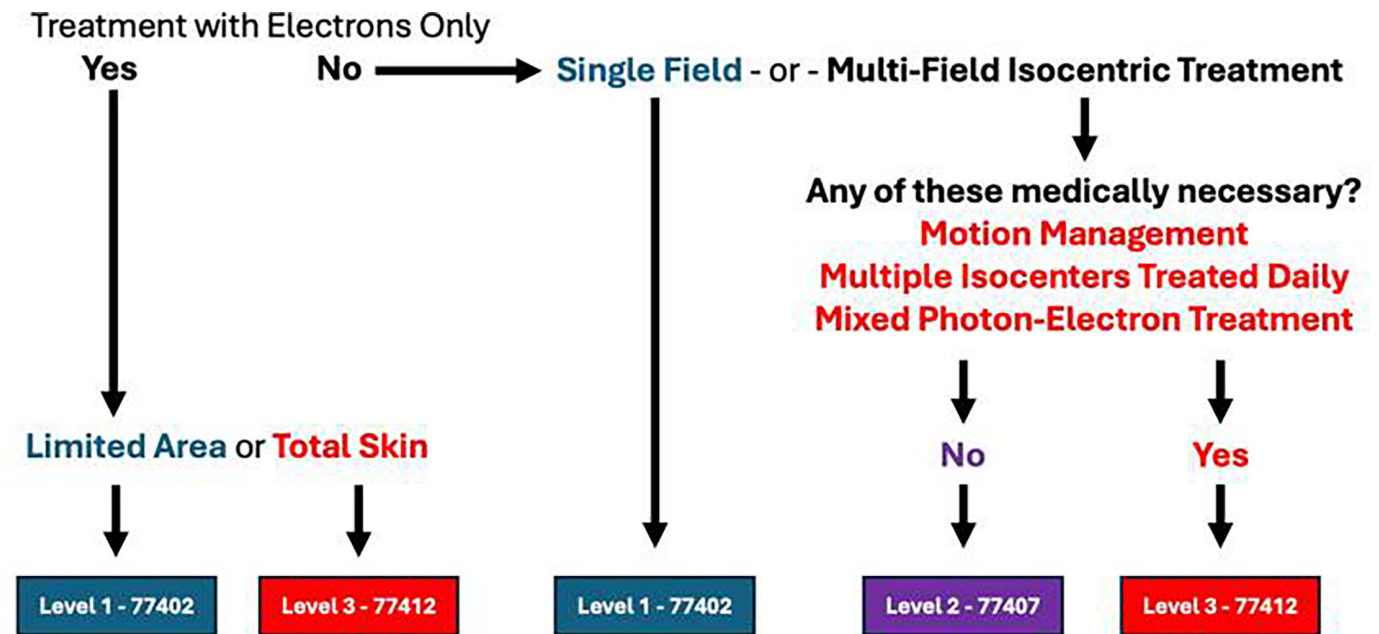 Treatment with Electrons Only
Yes No Single Field - or - Multi-Field Isocentric Treatment
Any of these medically necessary?
Motion Management
Multiple Isocenters Treated Daily
Mixed Photon-Electron Treatment
Limited Area or Total Skin
No Yes
Level 1 - 77402
Level 3 - 77412
Level 1 - 77402
Level 2 - 77407
Level 3 - 77412